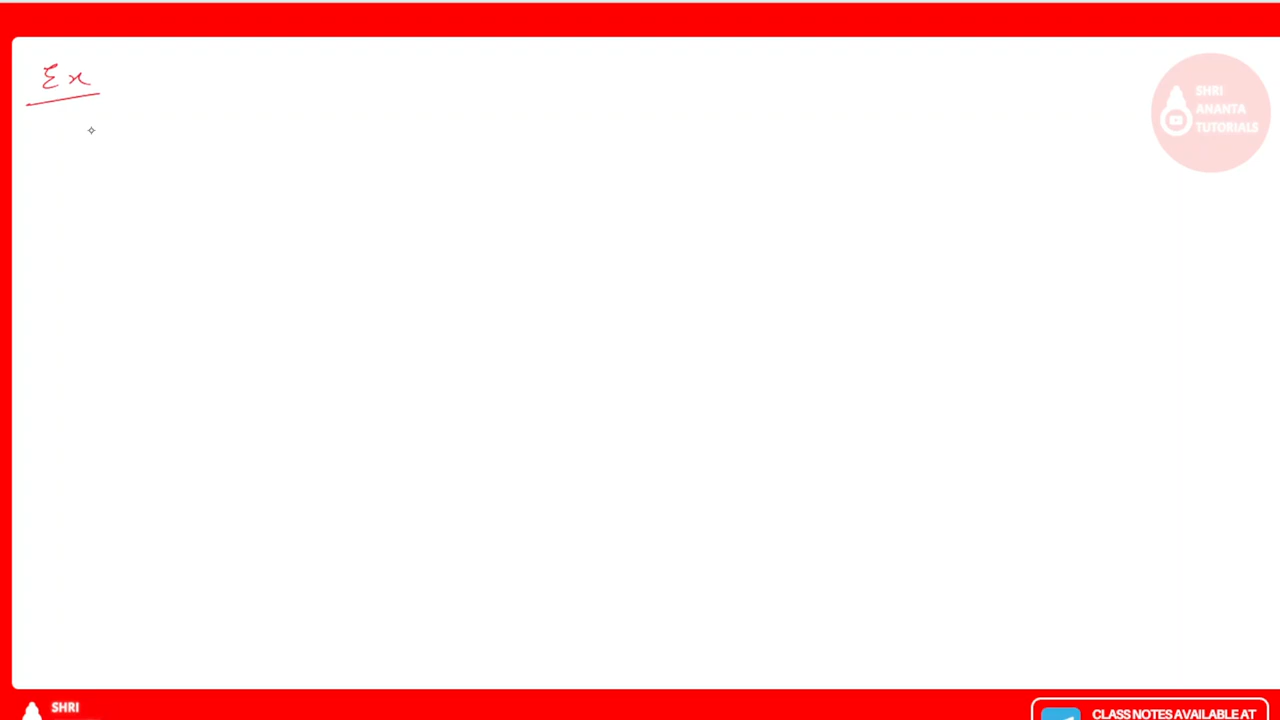 Ex
SHRI
ANANTA
TUTORIALS
SHRI
CLASS NOTES AVAILABLE AT